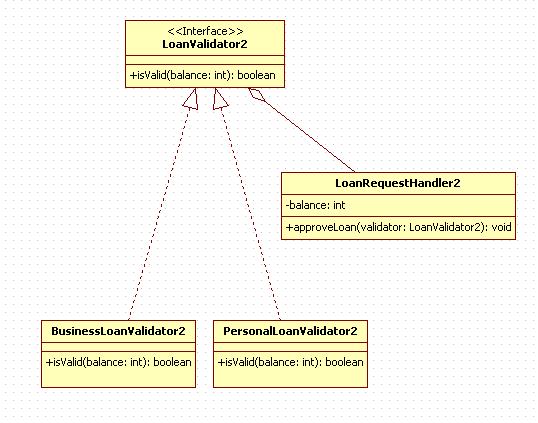 <<Interface>>
LoanValidator2
+isValid(balance: int): boolean
LoanRequestHandler2
-balance: int
+approveLoan(validator: LoanValidator2): void
BusinessLoanValidator2
+isValid(balance: int): boolean
PersonalLoanValidator2
+isValid(balance: int): boolean